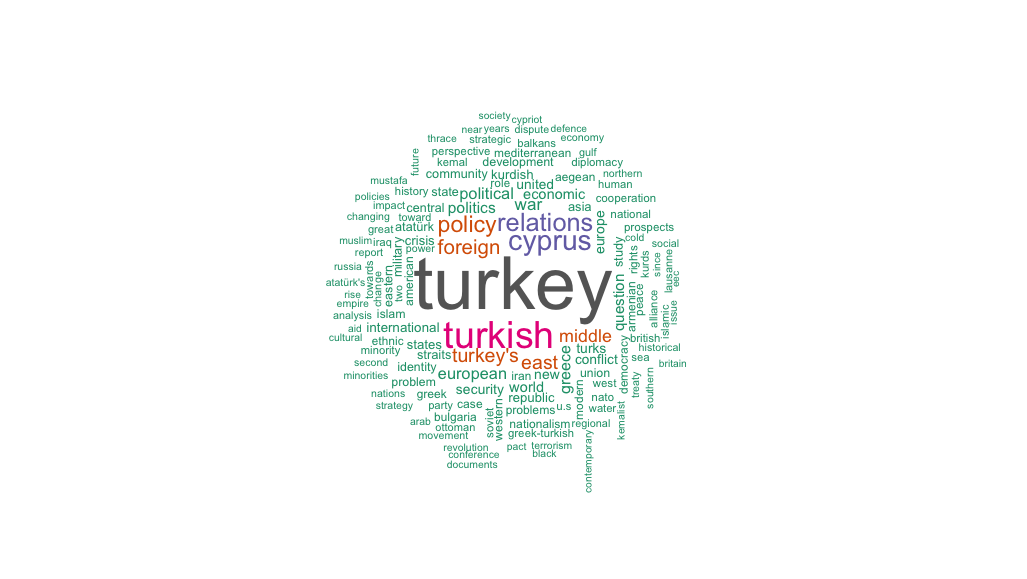 society
cypriot
near
years
dispute
defence
thrace
strategic
balkans
economy
future
perspective
mediterranean
gulf
kemal
development
diplomacy
mustafa
community
kurdish
aegean
northern
role
united
human
policies
history
state
political
economic
cooperation
impact
central
politics
war
asia
changing
toward
national
great
atatürk
policy
relations
europe
prospects
muslim
iraq
crisis
power
foreign
cyprus
study
cold
social
report
military
american
rights
kurds
since
lausanne
eec
russia
towards
change
eastern
turkey
atatürk's
two
question
armenian
peace
alliance
islamic
issue
rise
empire
analysis
islam
aid
international
turkish
middle
british
cultural
ethnic
states
turks
historical
minority
straits
turkey's
east
greece
conflict
democracy
sea
britain
second
identity
european
iran
new
union
treaty
southern
minorities
problem
security
world
modern
west
nations
greek
republic
nato
strategy
party
case
problems
u.s
water
kemalist
arab
bulgaria
soviet
western
ottoman
nationalism
regional
movement
greek-turkish
contemporary
revolution
pact
terrorism
conference
black
documents